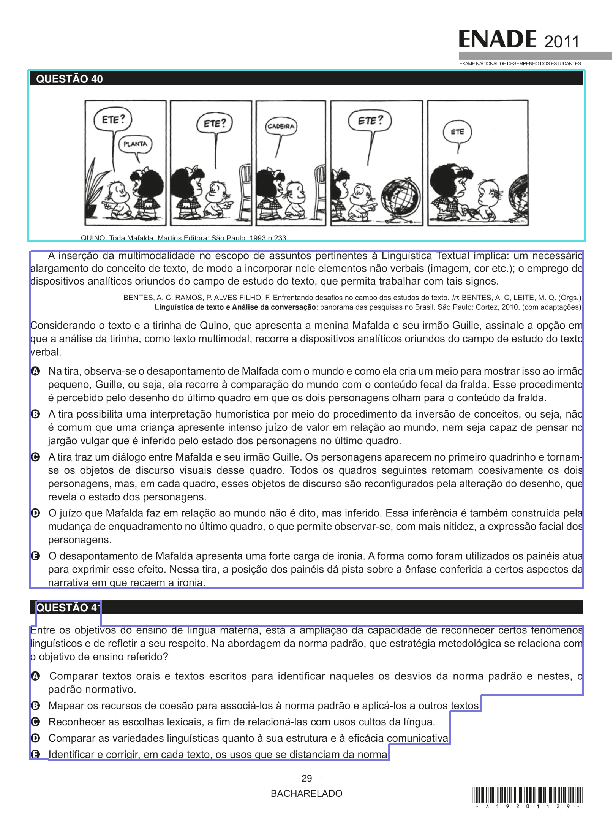 ENADE 2011
EXAME NACIONAL DE DESEMPENHO DOS ESTUDANTES
QUESTÃO 40
ETE?
PLANTA
ETE?
CADEIRA
ETE?
ETE
QUINO. Toda Mafalda. Martins Editora: São Paulo, 1993 p.233.
A inserção da multimodalidade no escopo de assuntos pertinentes à Linguística Textual implica: um necessário
alargamento do conceito de texto, de modo a incorporar nele elementos não verbais (imagem, cor etc.); o emprego de
dispositivos analíticos oriundos do campo de estudo do texto, que permita trabalhar com tais signos.
BENTES, A. C. RAMOS, P. ALVES FILHO, F. Enfrentando desafios no campo dos estudos do texto. In: BENTES, A. C, LEITE, M. Q. (Orgs.)
Linguística de texto e Análise da conversação: panorama das pesquisas no Brasil. São Paulo: Cortez, 2010. (com adaptações)
Considerando o texto e a tirinha de Quino, que apresenta a menina Mafalda e seu irmão Guille, assinale a opção em
que a análise da tirinha, como texto multimodal, recorre a dispositivos analíticos oriundos do campo de estudo do texto
verbal.
A Na tira, observa-se o desapontamento de Malfada com o mundo e como ela cria um meio para mostrar isso ao irmão
pequeno, Guille, ou seja, ela recorre à comparação do mundo com o conteúdo fecal da fralda. Esse procedimento
é percebido pelo desenho do último quadro em que os dois personagens olham para o conteúdo da fralda.
B A tira possibilita uma interpretação humorística por meio do procedimento da inversão de conceitos, ou seja, não
é comum que uma criança apresente intenso juízo de valor em relação ao mundo, nem seja capaz de pensar no
jargão vulgar que é inferido pelo estado dos personagens no último quadro.
C A tira traz um diálogo entre Mafalda e seu irmão Guille. Os personagens aparecem no primeiro quadrinho e tornam-
se os objetos de discurso visuais desse quadro. Todos os quadros seguintes retomam coesivamente os dois
personagens, mas, em cada quadro, esses objetos de discurso são reconfigurados pela alteração do desenho, que
revela o estado dos personagens.
D O juízo que Mafalda faz em relação ao mundo não é dito, mas inferido. Essa inferência é também construída pela
mudança de enquadramento no último quadro, o que permite observar-se, com mais nitidez, a expressão facial dos
personagens.
E O desapontamento de Mafalda apresenta uma forte carga de ironia. A forma como foram utilizados os painéis atua
para exprimir esse efeito. Nessa tira, a posição dos painéis dá pista sobre a ênfase conferida a certos aspectos da
narrativa em que recaem a ironia.
QUESTÃO 41
Entre os objetivos do ensino de língua materna, está a ampliação da capacidade de reconhecer certos fenômenos
linguísticos e de refletir a seu respeito. Na abordagem da norma padrão, que estratégia metodológica se relaciona com
o objetivo de ensino referido?
A Comparar textos orais e textos escritos para identificar naqueles os desvios da norma padrão e nestes, o
padrão normativo.
B Mapear os recursos de coesão para associá-los à norma padrão e aplicá-los a outros textos.
C Reconhecer as escolhas lexicais, a fim de relacioná-las com usos cultos da língua.
D Comparar as variedades linguísticas quanto à sua estrutura e à eficácia comunicativa.
E Identificar e corrigir, em cada texto, os usos que se distanciam da norma.
29
BACHARELADO